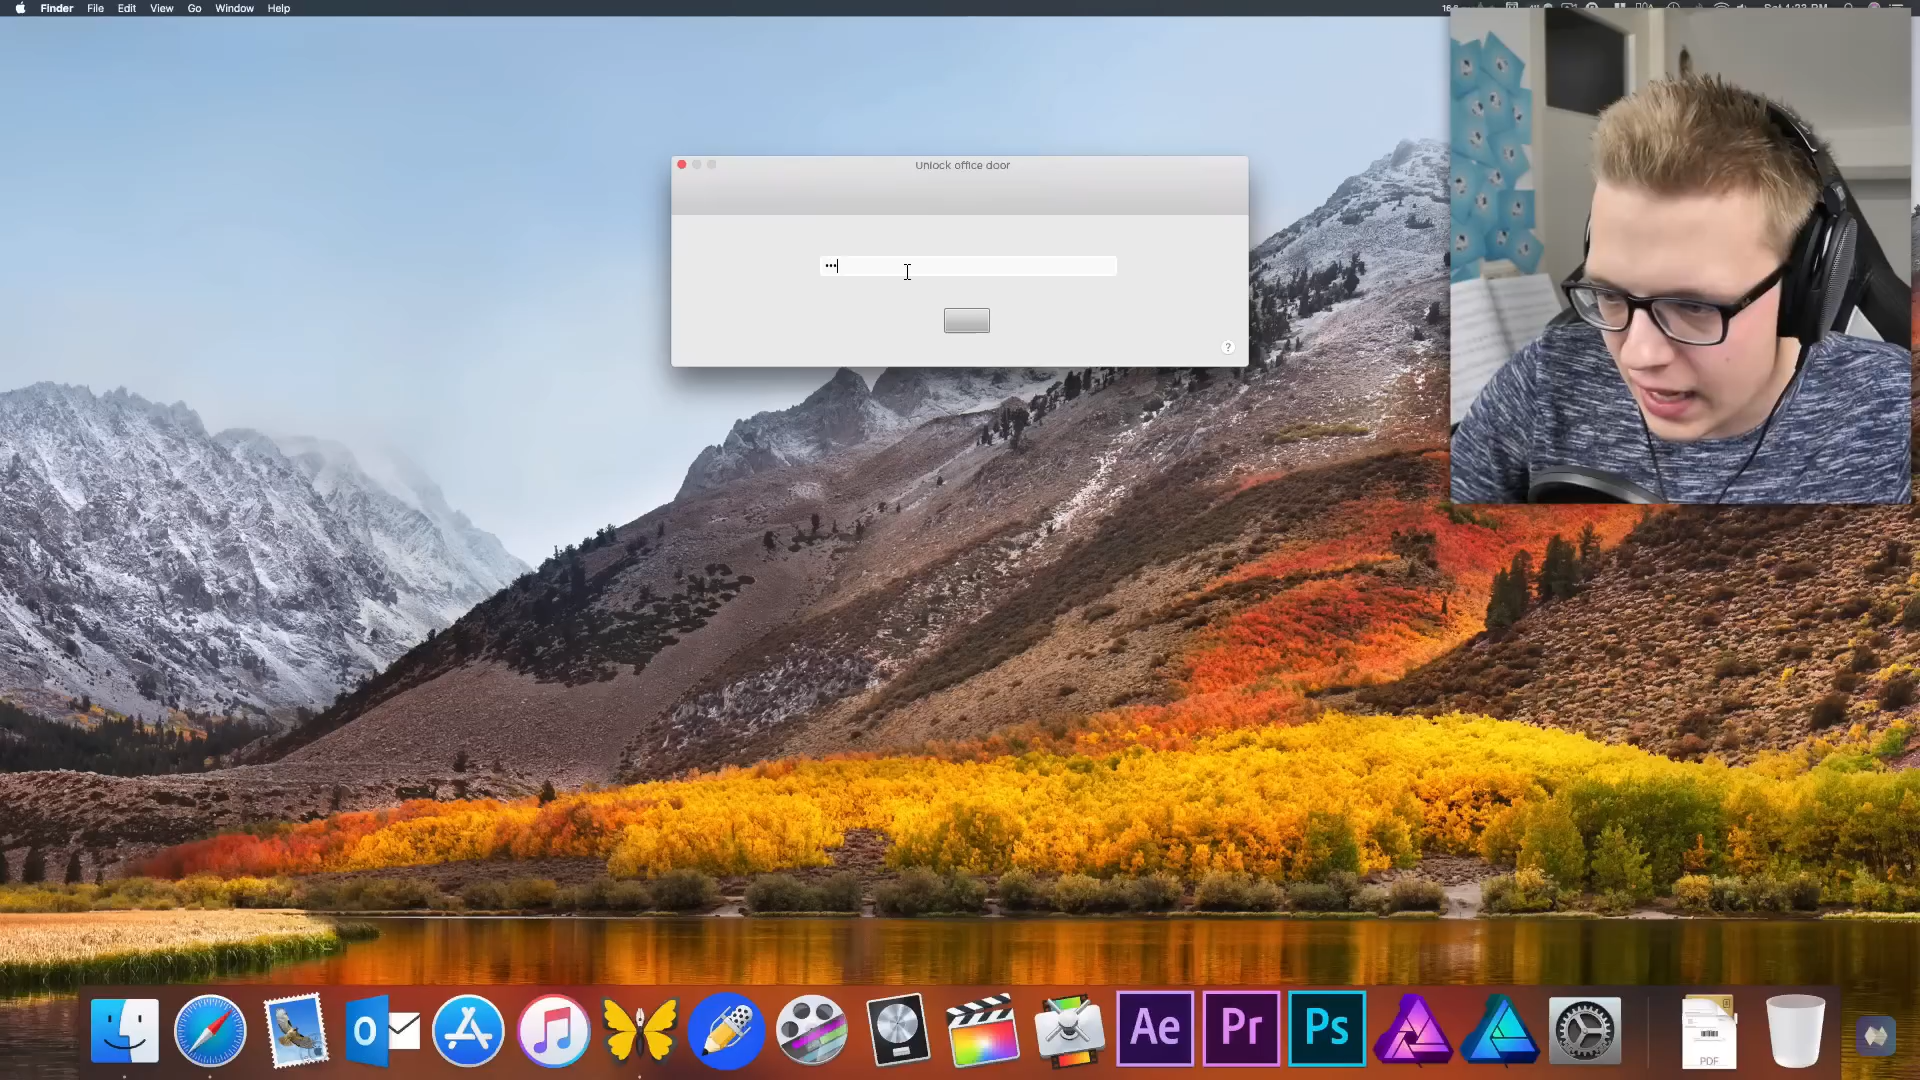 Finder File Edit View Go Window Help
Unlock office door
•••
?
O
Ae Pr Ps
PDF